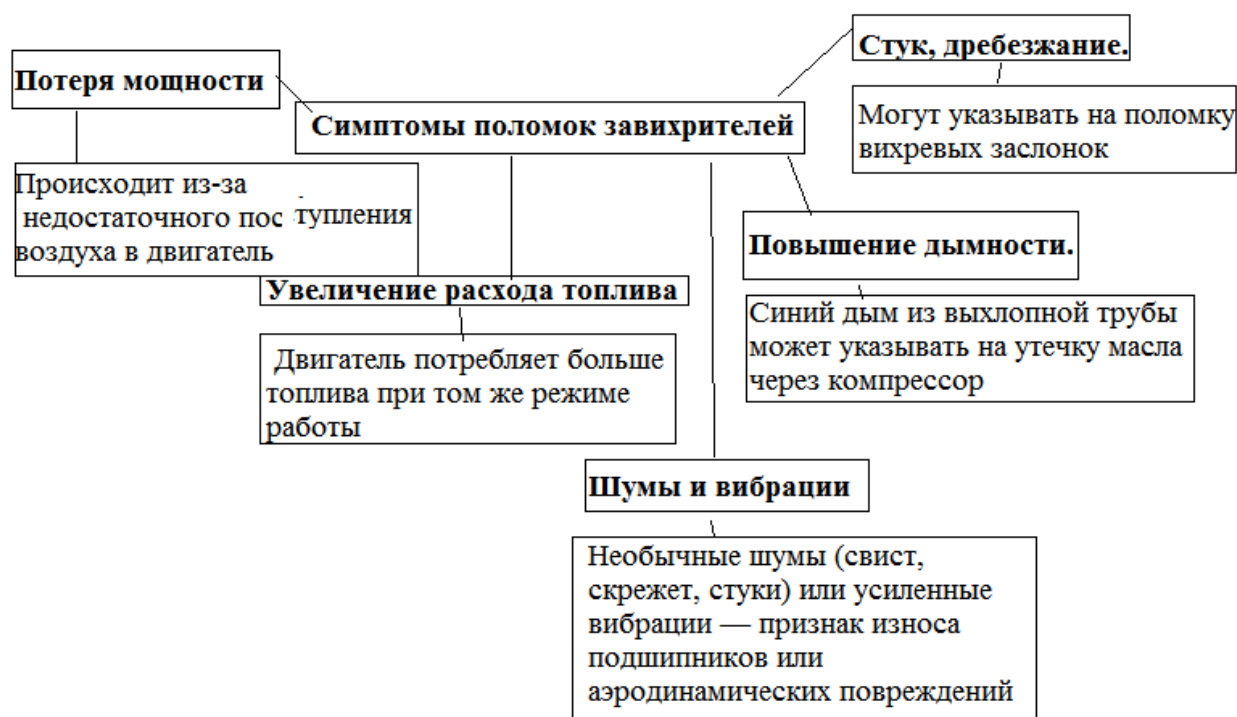 Потеря мощности
Происходит из-за
недостаточного поступления
воздуха в двигатель
Симптомы поломок завихрителей
Стук, дребезжание.
Могут указывать на поломку
вихревых заслонок
Увеличение расхода топлива
Двигатель потребляет больше
топлива при том же режиме
работы
Повышение дымности.
Синий дым из выхлопной трубы
может указывать на утечку масла
через компрессор
Шумы и вибрации
Необычные шумы (свист,
скрежет, стуки) или усиленные
вибрации — признак износа
подшипников или
аэродинамических повреждений